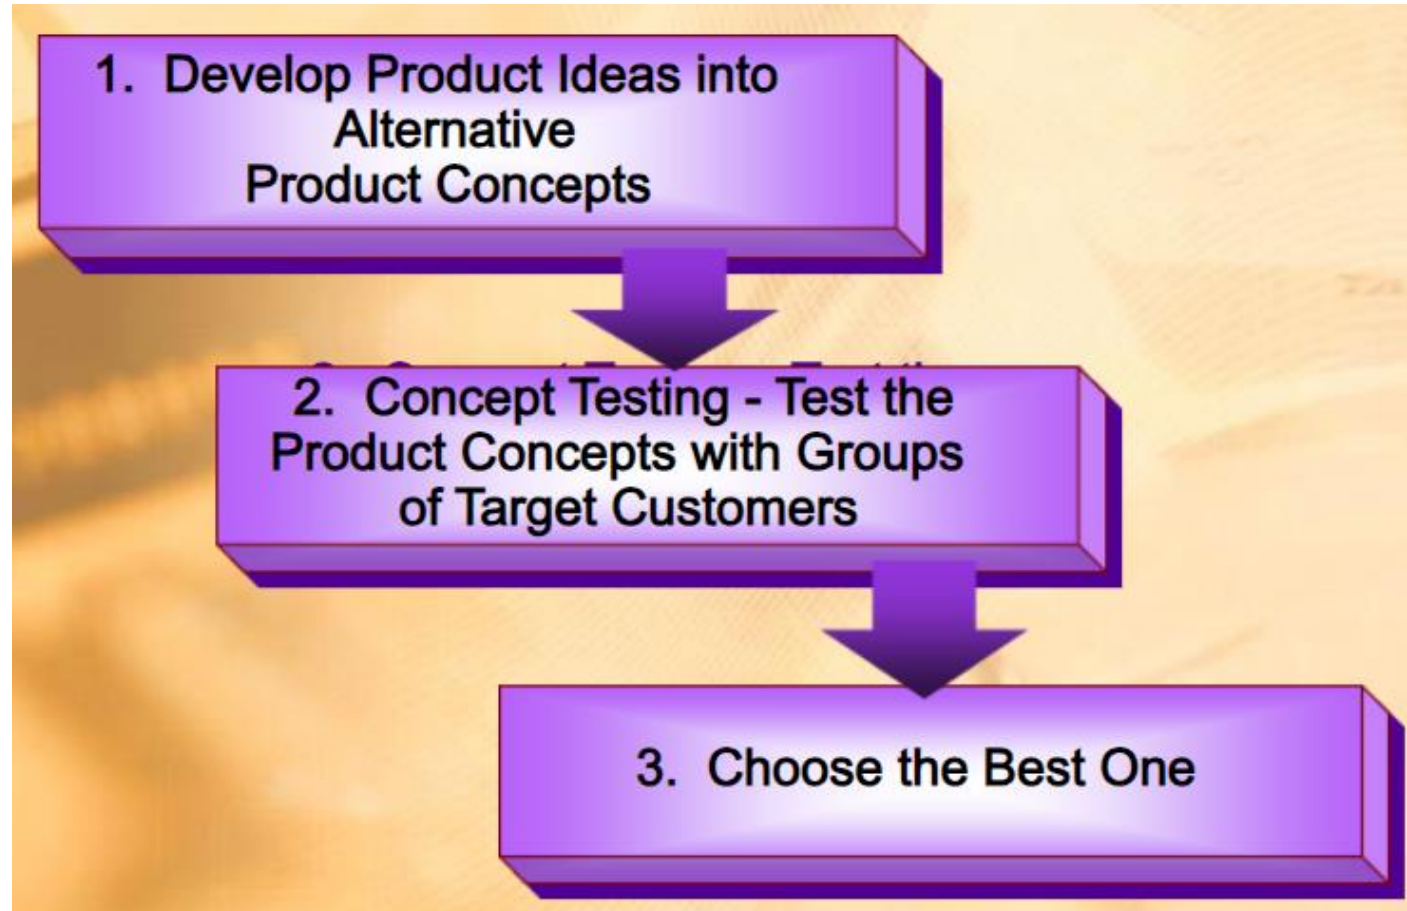 1. Develop Product Ideas into
Alternative
Product Concepts
2. Concept Testing - Test the
Product Concepts with Groups
of Target Customers
3. Choose the Best One